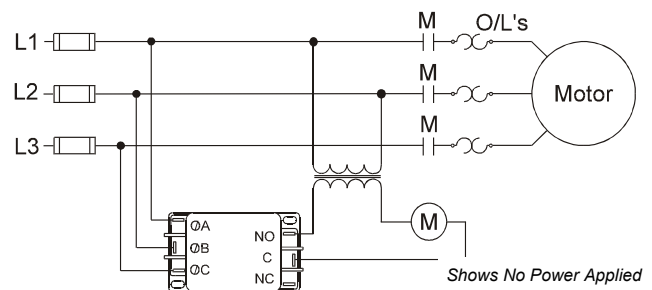 M O/L's
L1
M
L2
Motor
M
L3
ØA
NO
M
ØB
C
ØC
NC
Shows No Power Applied